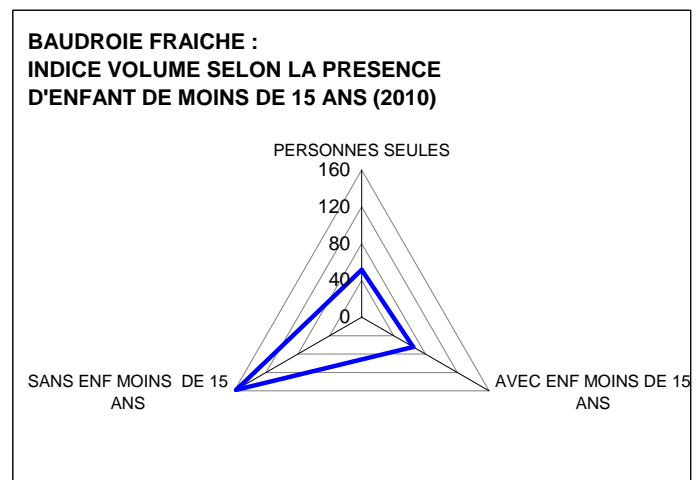 BAUDROIE FRAICHE :
INDICE VOLUME SELON LA PRESENCE
D'ENFANT DE MOINS DE 15 ANS (2010)
PERSONNES SEULES
160
120
80
40
0
SANS ENF MOINS  DE 15
ANS
AVEC ENF MOINS DE 15
ANS